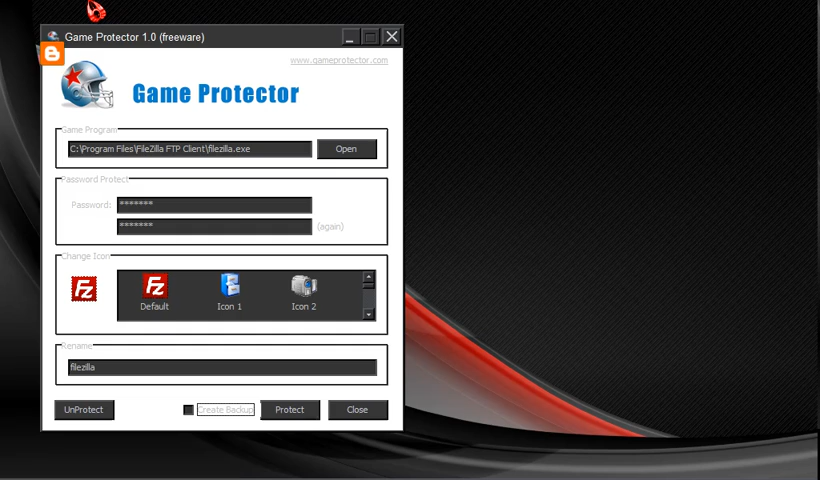 Game Protector 1.0 (freeware)
www.gameprotector.com
Game Protector
Game Program
C:\Program Files\FileZilla FTP Client\filezilla.exe
Open
Password Protect
Password:
*******
*******
(again)
Change Icon
Fz
Fz
Default
Icon 1
Icon 2
Rename
filezilla
UnProtect
Create Backup
Protect
Close